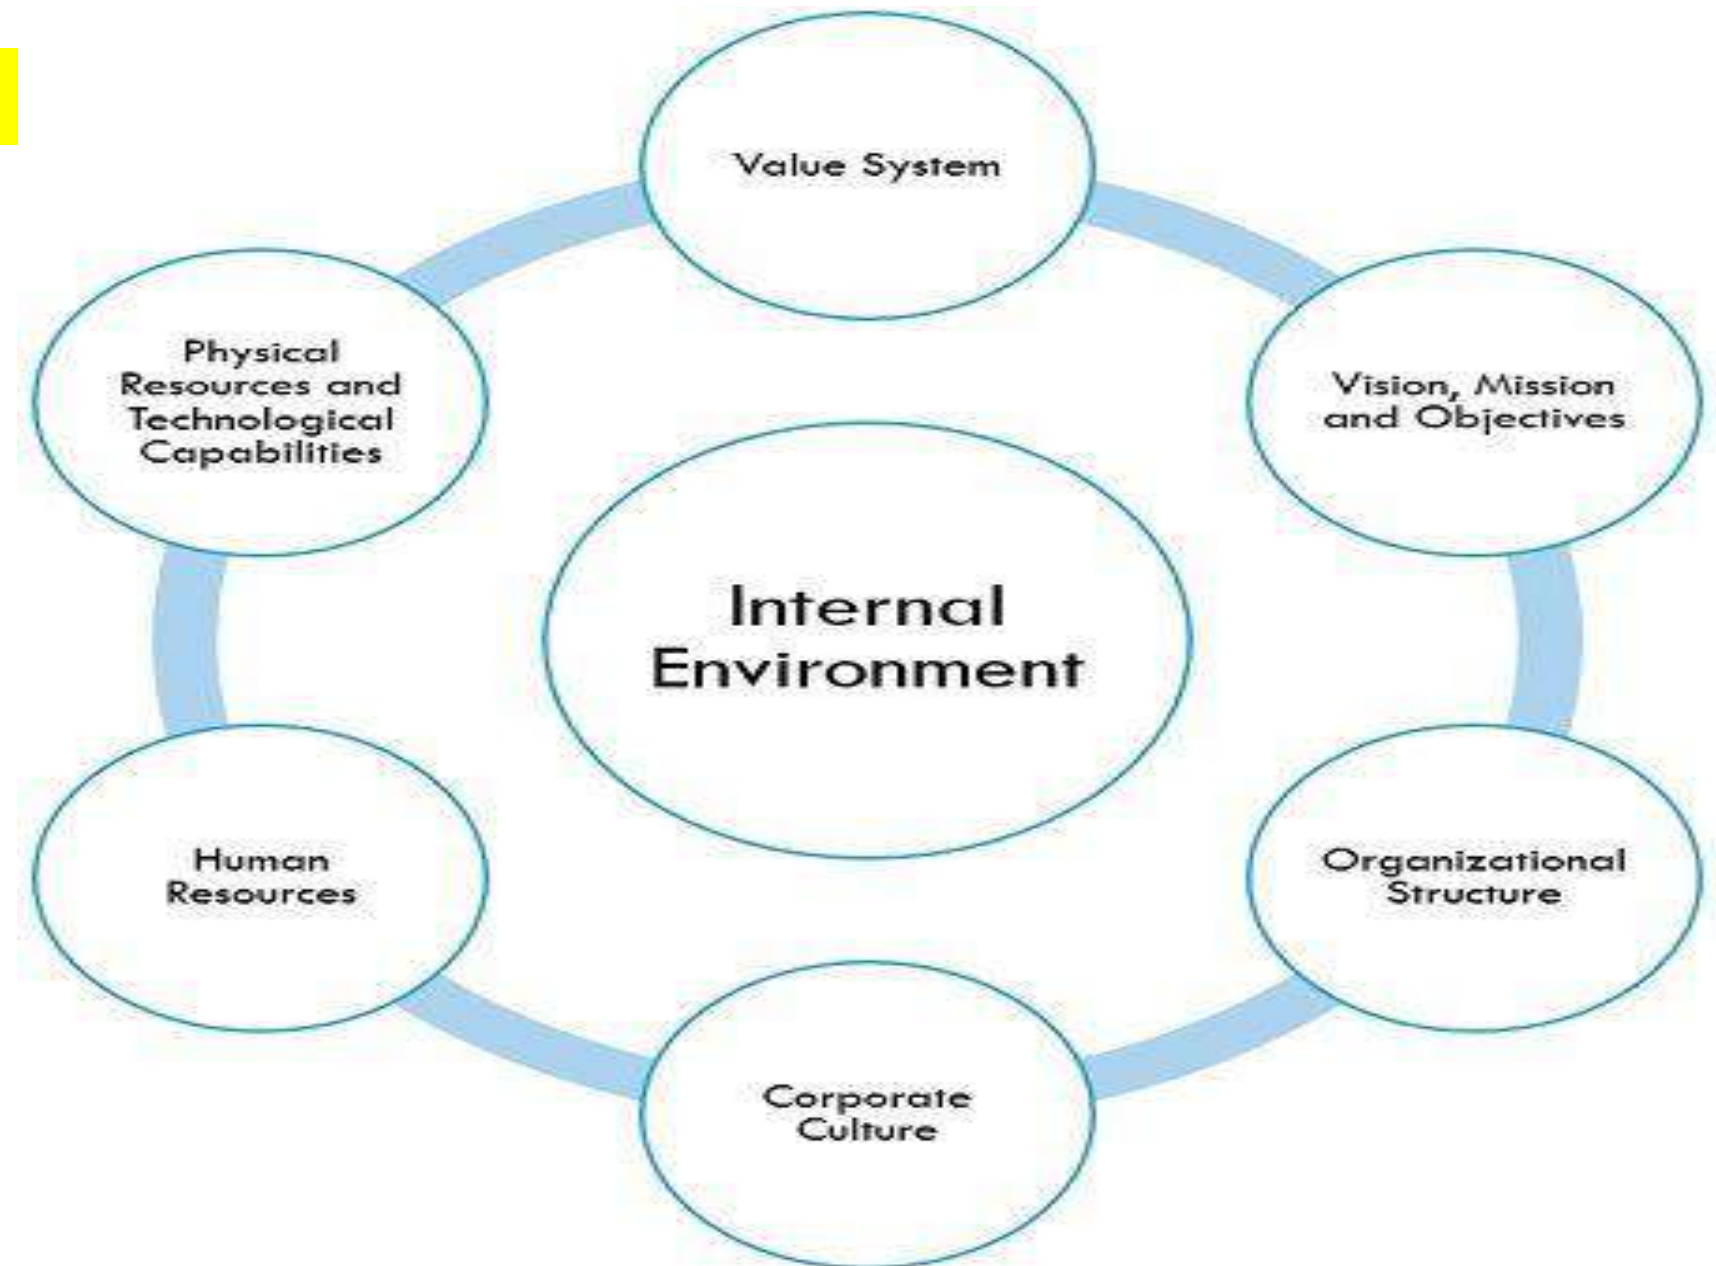 Value System
Vision, Mission
and Objectives
Organizational
Structure
Corporate
Culture
Human
Resources
Physical
Resources and
Technological
Capabilities
Internal
Environment